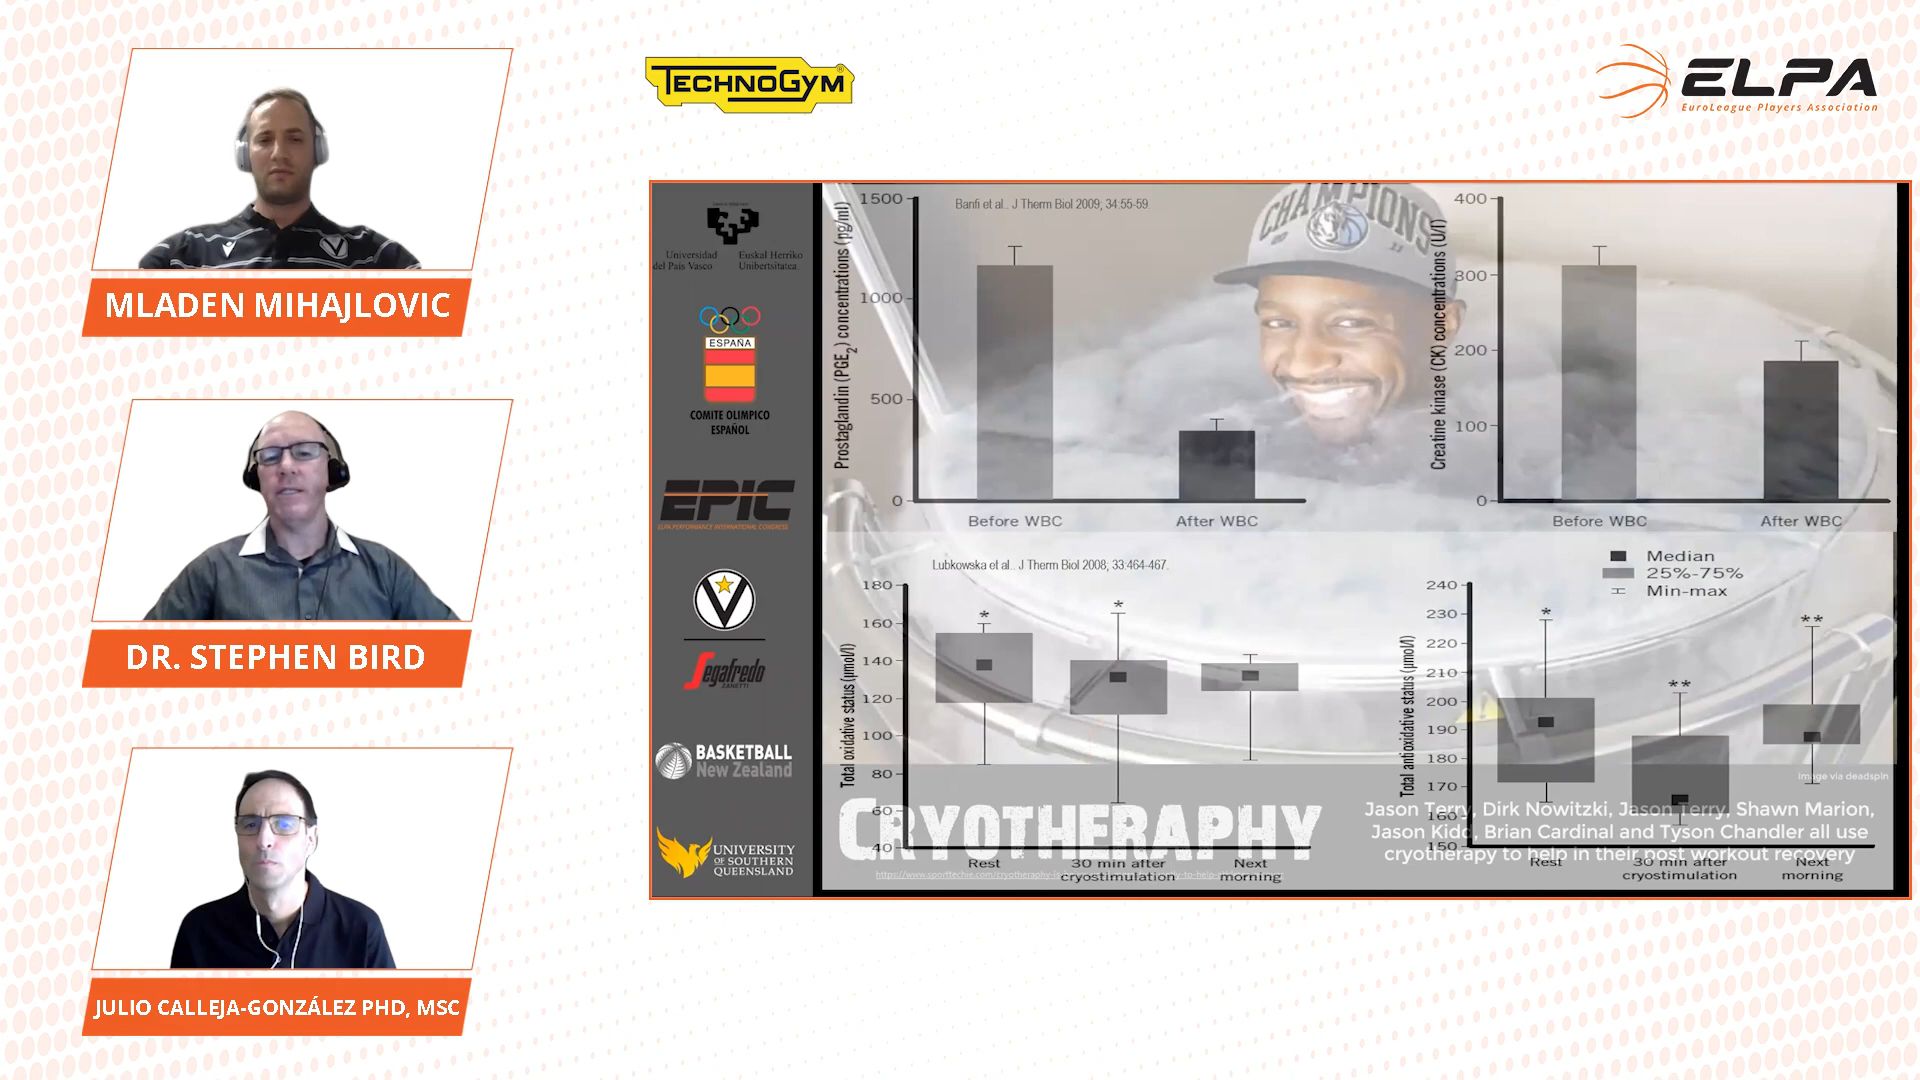 MLADEN MIHAJLOVIC
DR. STEPHEN BIRD
JULIO CALLEJA-GONZÁLEZ PHD, MSC
TECHNOGYM®
ELPA
EuroLeague Players Association
Universidad
del País Vasco
Euskal Herriko
Unibertsitatea
ESPAÑA
COMITE OLIMPICO
ESPAÑOL
EPIC
ELPA PERFORMANCE INTERNATIONAL CONGRESS
V
Segafredo
ZANETTI
BASKETBALL
New Zealand
UNIVERSITY
OF SOUTHERN
QUEENSLAND
Banfi et al.. J Therm Biol 2009; 34:55-59.
Prostaglandin (PGE2) concentrations (pg/ml)
1500
1000
500
0
Before WBC
After WBC
CHAMPIONS
Creatine kinase (CK) concentrations (U/l)
400
300
200
100
0
Before WBC
After WBC
Lubkowska et al.. J Therm Biol 2008; 33:464-467.
Total oxidative status (μmol/l)
180
160
140
120
100
80
60
40
* *
Rest
30 min after
cryostimulation
Next
morning
Median
25%-75%
Min-max
Total antioxidative status (μmol/l)
240
230
220
210
200
190
180
170
160
150
* ** **
Rest
30 min after
cryostimulation
Next
morning
Image via deadspin
CRYOTHERAPY
Jason Terry, Dirk Nowitzki, Jason Terry, Shawn Marion,
Jason Kidd, Brian Cardinal and Tyson Chandler all use
cryotherapy to help in their post workout recovery